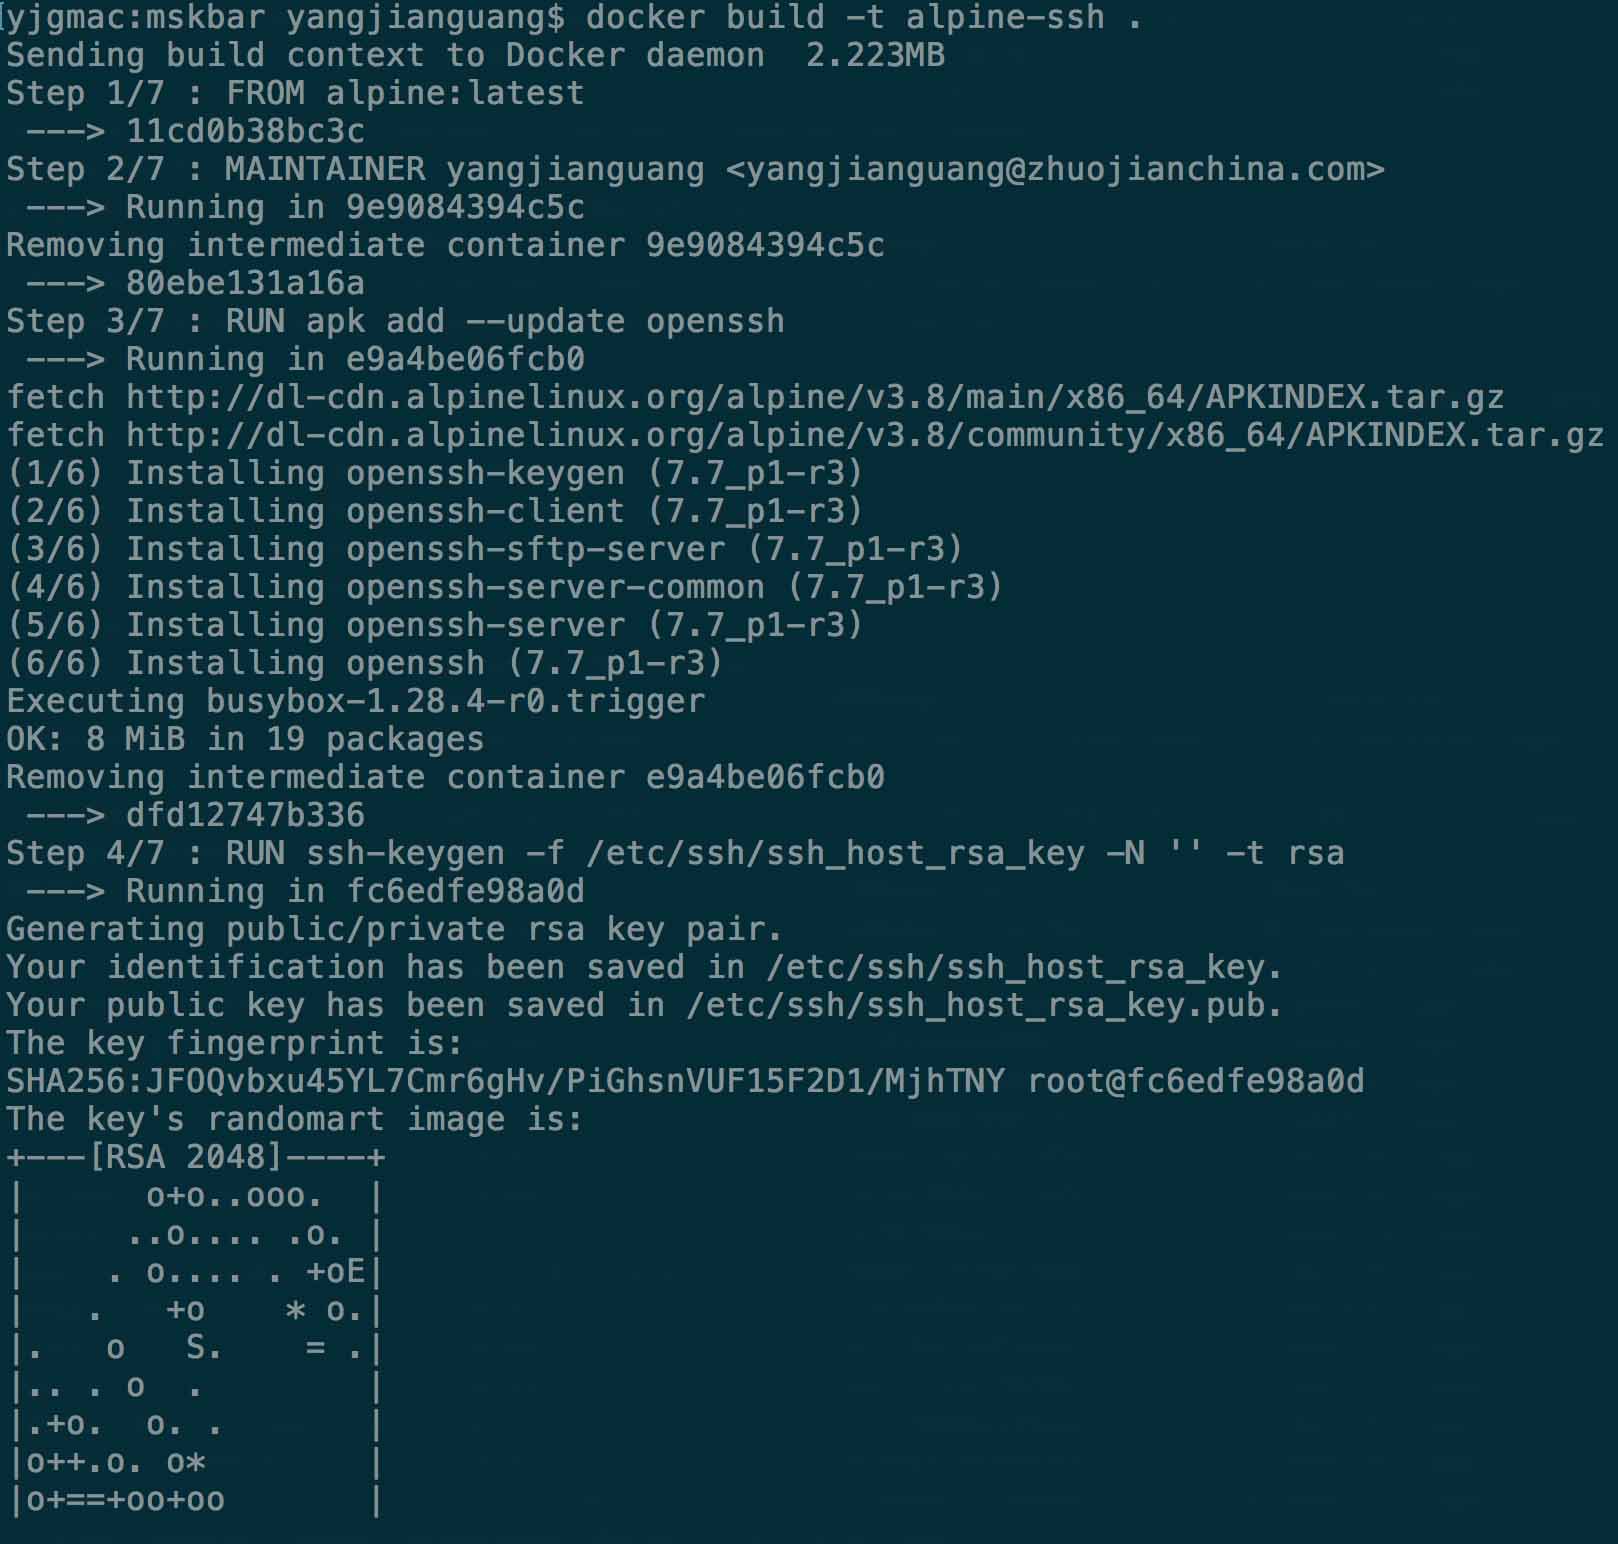 yjgmac:mskbar yangjianguang$ docker build -t alpine-ssh .
Sending build context to Docker daemon  2.223MB
Step 1/7 : FROM alpine:latest
 ---> 11cd0b38bc3c
Step 2/7 : MAINTAINER yangjianguang <yangjianguang@zhuojianchina.com>
 ---> Running in 9e9084394c5c
Removing intermediate container 9e9084394c5c
 ---> 80ebe131a16a
Step 3/7 : RUN apk add --update openssh
 ---> Running in e9a4be06fcb0
fetch http://dl-cdn.alpinelinux.org/alpine/v3.8/main/x86_64/APKINDEX.tar.gz
fetch http://dl-cdn.alpinelinux.org/alpine/v3.8/community/x86_64/APKINDEX.tar.gz
(1/6) Installing openssh-keygen (7.7_p1-r3)
(2/6) Installing openssh-client (7.7_p1-r3)
(3/6) Installing openssh-sftp-server (7.7_p1-r3)
(4/6) Installing openssh-server-common (7.7_p1-r3)
(5/6) Installing openssh-server (7.7_p1-r3)
(6/6) Installing openssh (7.7_p1-r3)
Executing busybox-1.28.4-r0.trigger
OK: 8 MiB in 19 packages
Removing intermediate container e9a4be06fcb0
 ---> dfd12747b336
Step 4/7 : RUN ssh-keygen -f /etc/ssh/ssh_host_rsa_key -N '' -t rsa
 ---> Running in fc6edfe98a0d
Generating public/private rsa key pair.
Your identification has been saved in /etc/ssh/ssh_host_rsa_key.
Your public key has been saved in /etc/ssh/ssh_host_rsa_key.pub.
The key fingerprint is:
SHA256:JFOQvbxu45YL7Cmr6gHv/PiGhsnVUF15F2D1/MjhTNY root@fc6edfe98a0d
The key's randomart image is:
+---[RSA 2048]----+
|      o+o..ooo.  |
|     ..o.... .o. |
|    . o.... . +oE|
|   .   +o    * o.|
|.   o   S.    = .|
|.. . o  .        |
|.+o.  o. .       |
|o++.o. o*        |
|o+==+oo+oo       |